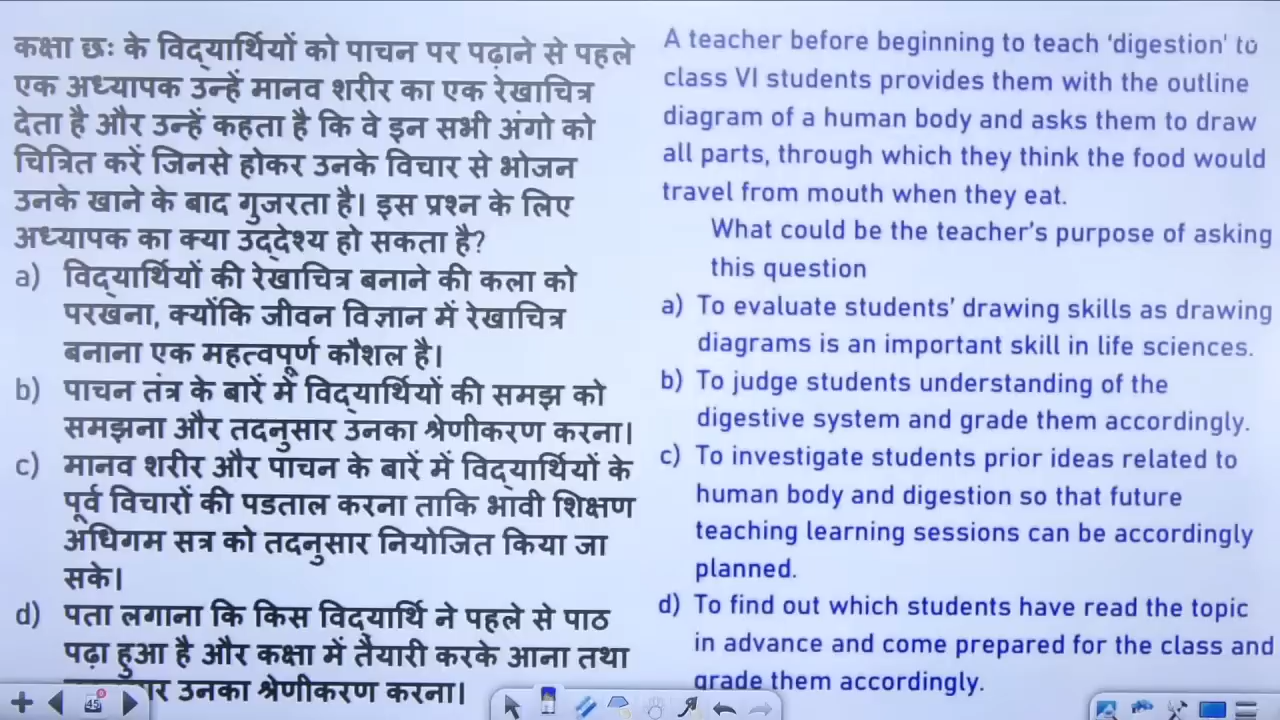 कक्षा छः के विद्यार्थियों को पाचन पर पढ़ाने से पहले
एक अध्यापक उन्हें मानव शरीर का एक रेखाचित्र
देता है और उन्हें कहता है कि वे इन सभी अंगो को
चित्रित करें जिनसे होकर उनके विचार से भोजन
उनके खाने के बाद गुजरता है। इस प्रश्न के लिए
अध्यापक का क्या उद्देश्य हो सकता है?
a) विद्यार्थियों की रेखाचित्र बनाने की कला को
परखना, क्योंकि जीवन विज्ञान में रेखाचित्र
बनाना एक महत्वपूर्ण कौशल है।
b) पाचन तंत्र के बारें में विद्यार्थियों की समझ को
समझना और तदनुसार उनका श्रेणीकरण करना।
c) मानव शरीर और पाचन के बारें में विद्यार्थियों के
पूर्व विचारों की पडताल करना ताकि भावी शिक्षण
अधिगम सत्र को तदनुसार नियोजित किया जा
सके।
d) पता लगाना कि किस विद्यार्थि ने पहले से पाठ
पढ़ा हुआ है और कक्षा में तैयारी करके आना तथा
उनका श्रेणीकरण करना।
A teacher before beginning to teach 'digestion' to
class VI students provides them with the outline
diagram of a human body and asks them to draw
all parts, through which they think the food would
travel from mouth when they eat.
What could be the teacher's purpose of asking
this question
a) To evaluate students' drawing skills as drawing
diagrams is an important skill in life sciences.
b) To judge students understanding of the
digestive system and grade them accordingly.
c) To investigate students prior ideas related to
human body and digestion so that future
teaching learning sessions can be accordingly
planned.
d) To find out which students have read the topic
in advance and come prepared for the class and
grade them accordingly.
45